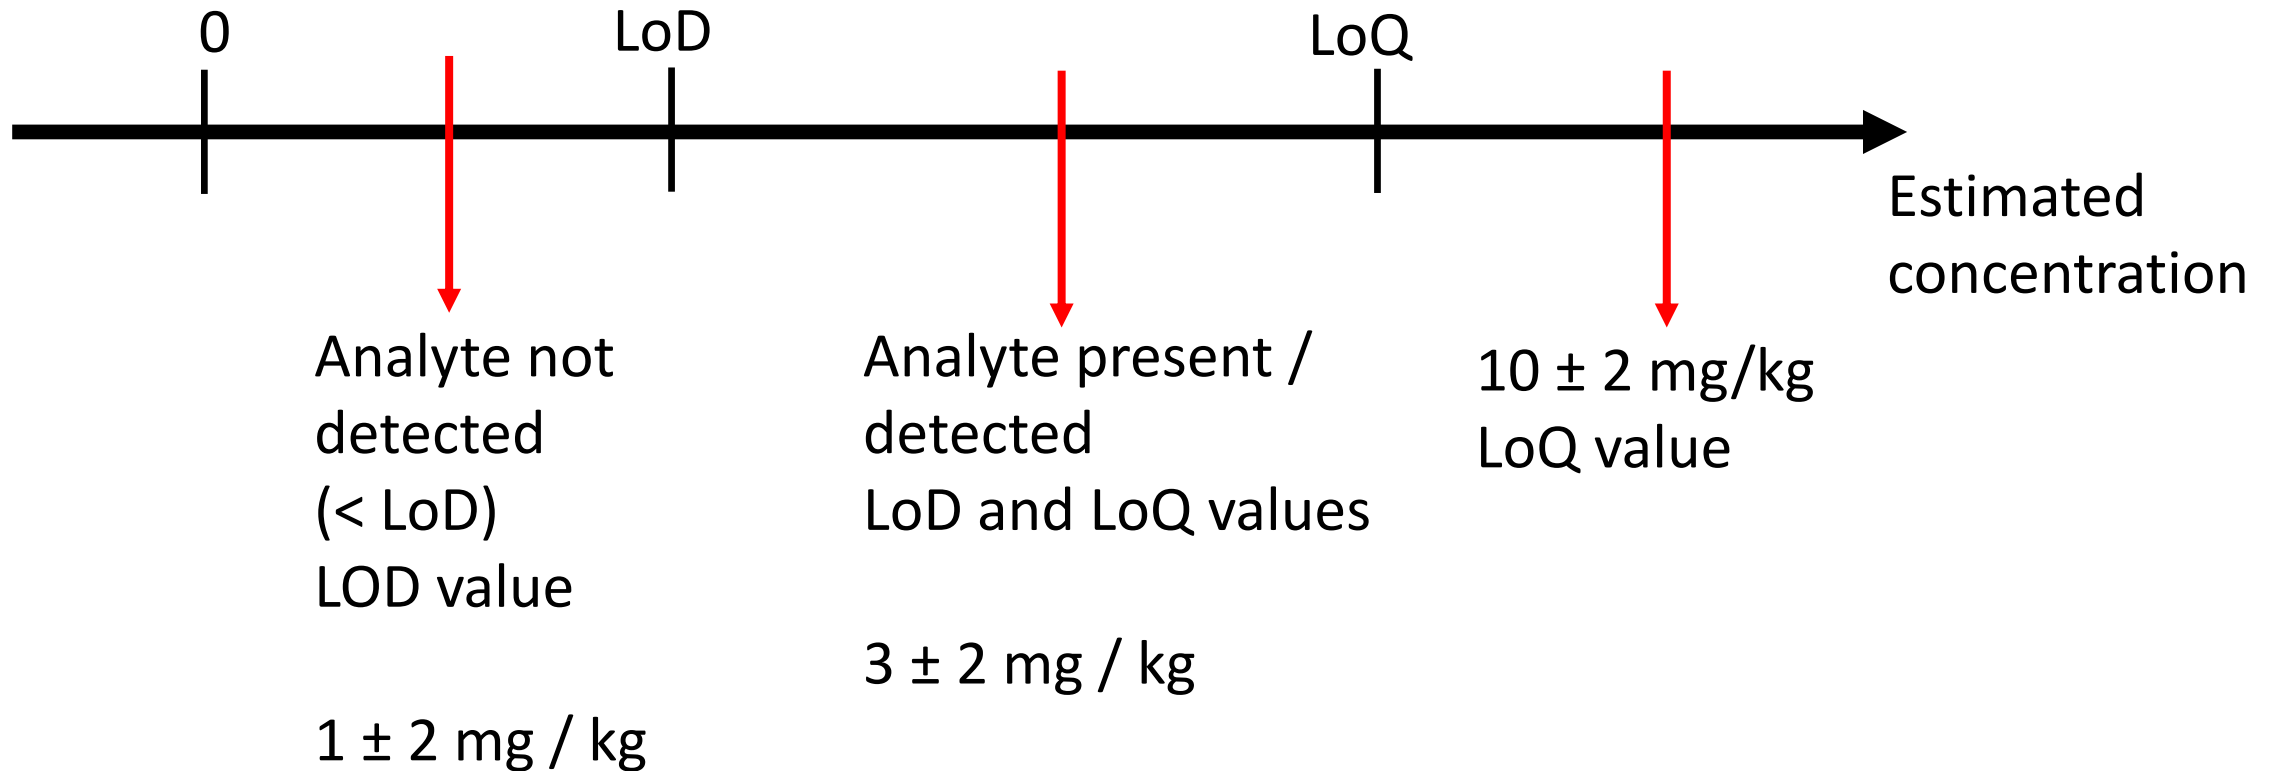 0
LoD
LoQ
Estimated
concentration
Analyte not
detected
(< LoD)
LOD value
1 ± 2 mg / kg
Analyte present /
detected
LoD and LoQ values
3 ± 2 mg / kg
10 ± 2 mg/kg
LoQ value